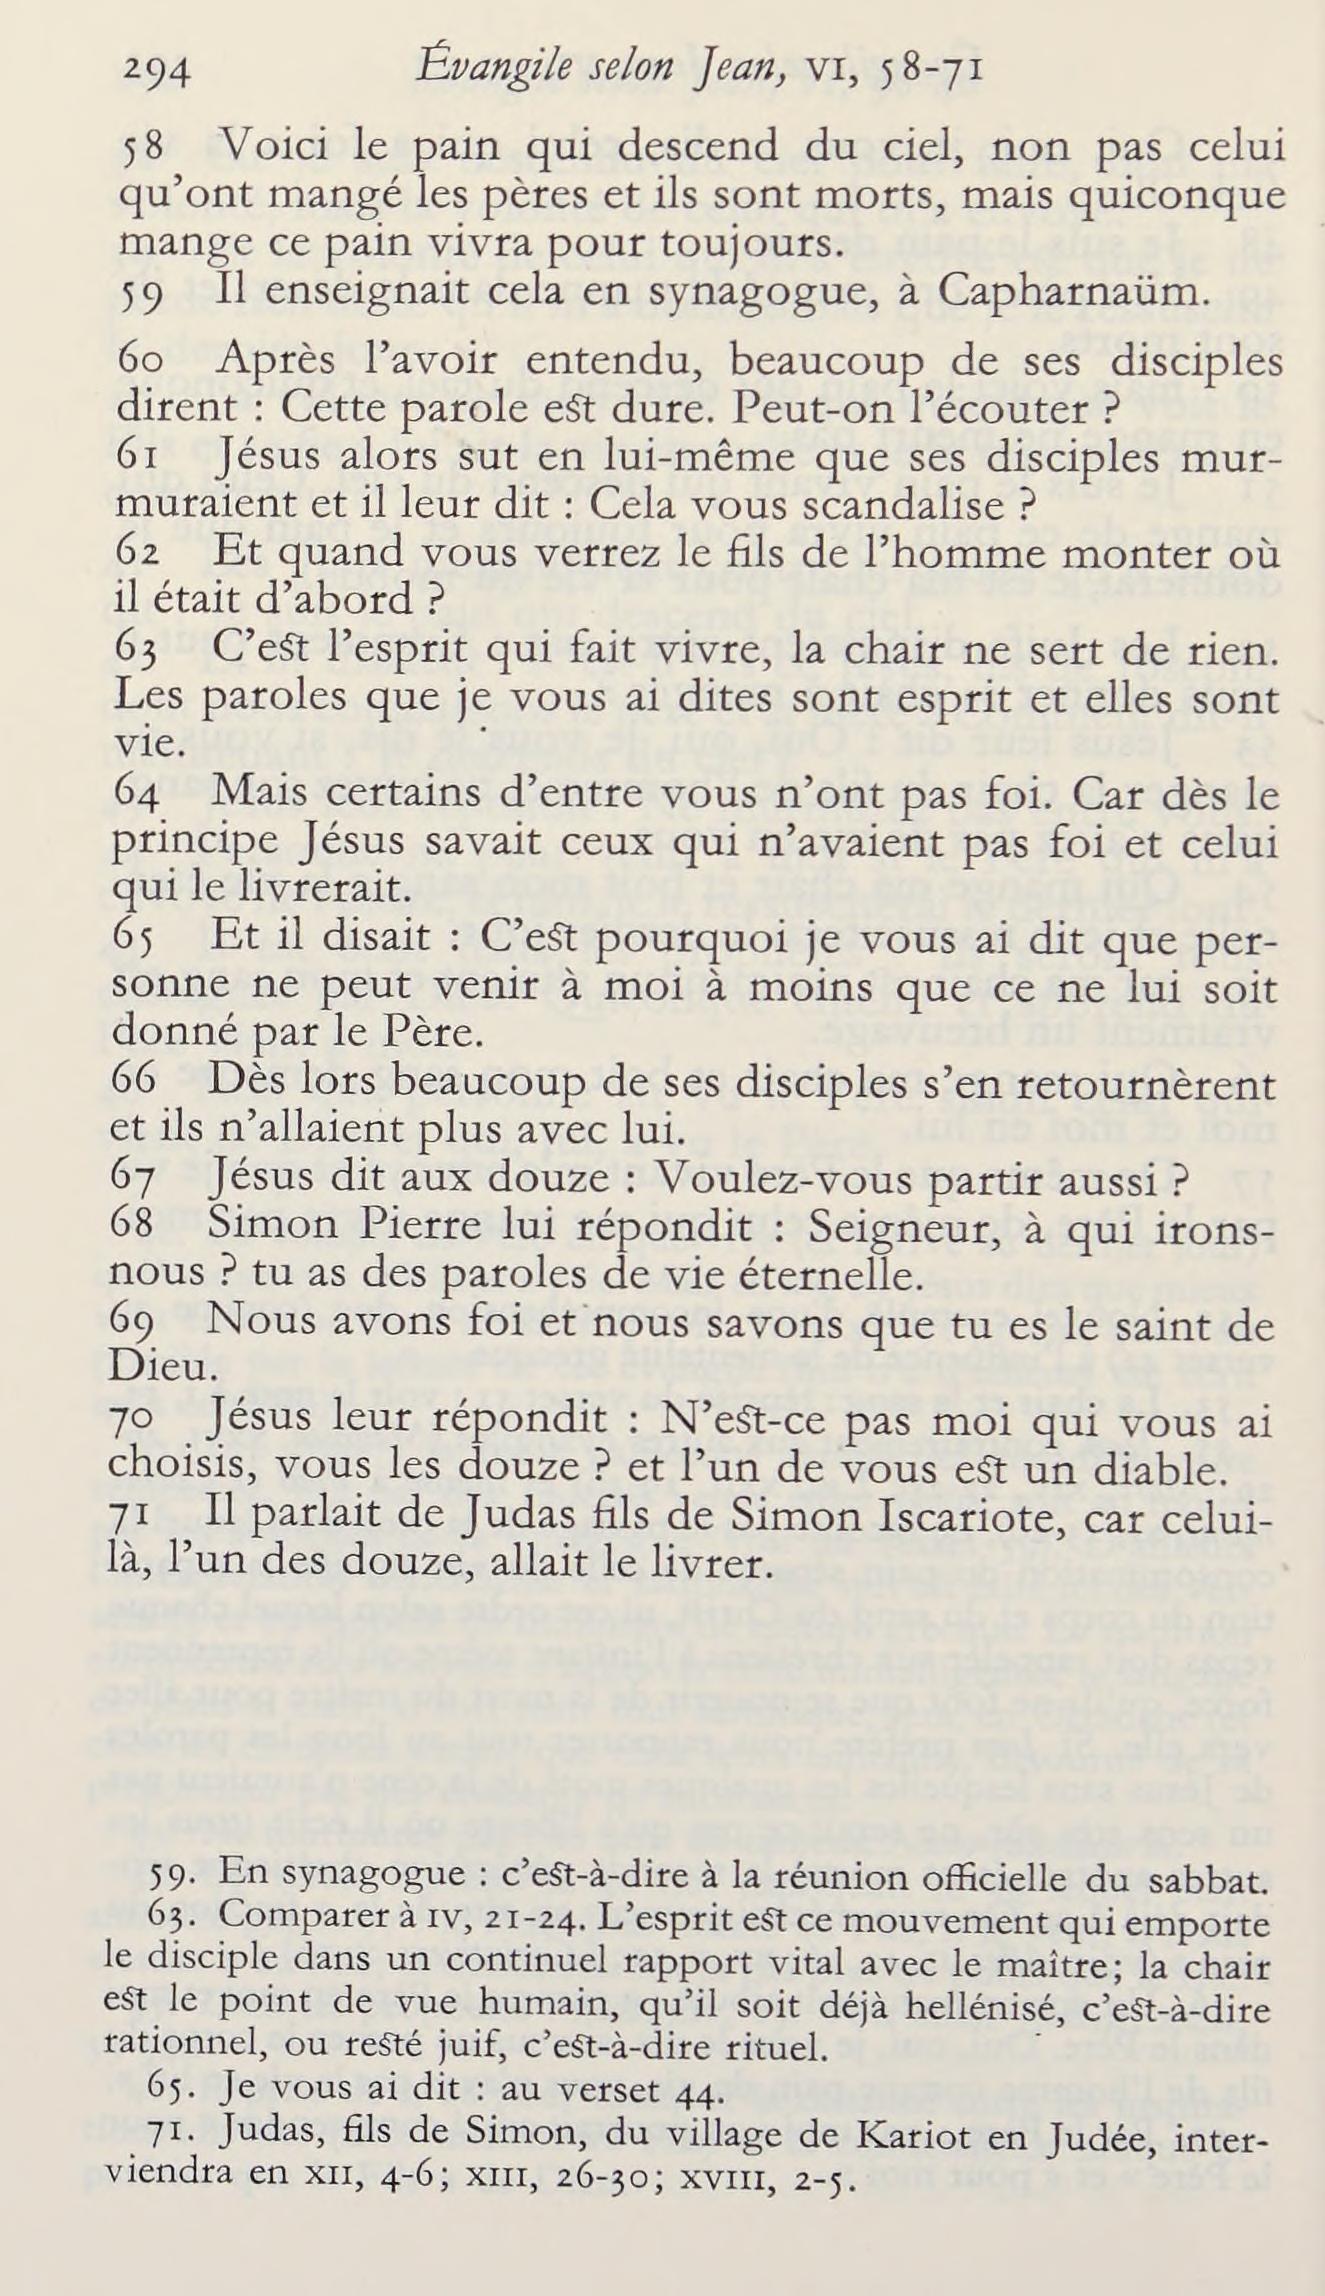 294 Évangile selon Jean, VI, 58-71
58 Voici le pain qui descend du ciel, non pas celui
qu’ont mangé les pères et ils sont morts, mais quiconque
mange ce pain vivra pour toujours.
59 Il enseignait cela en synagogue, à Capharnaüm.
60 Après l’avoir entendu, beaucoup de ses disciples
dirent : Cette parole est dure. Peut-on l’écouter ?
61 Jésus alors sut en lui-même que ses disciples mur-
muraient et il leur dit : Cela vous scandalise ?
62 Et quand vous verrez le fils de l’homme monter où
il était d’abord ?
63 C’est l’esprit qui fait vivre, la chair ne sert de rien.
Les paroles que je vous ai dites sont esprit et elles sont
vie.
64 Mais certains d’entre vous n’ont pas foi. Car dès le
principe Jésus savait ceux qui n’avaient pas foi et celui
qui le livrerait.
65 Et il disait : C’est pourquoi je vous ai dit que per-
sonne ne peut venir à moi à moins que ce ne lui soit
donné par le Père.
66 Dès lors beaucoup de ses disciples s’en retournèrent
et ils n’allaient plus avec lui.
67 Jésus dit aux douze : Voulez-vous partir aussi ?
68 Simon Pierre lui répondit : Seigneur, à qui irons-
nous ? tu as des paroles de vie éternelle.
69 Nous avons foi et nous savons que tu es le saint de
Dieu.
70 Jésus leur répondit : N’est-ce pas moi qui vous ai
choisis, vous les douze ? et l’un de vous est un diable.
71 Il parlait de Judas fils de Simon Iscariote, car celui-
là, l’un des douze, allait le livrer.
59. En synagogue : c’est-à-dire à la réunion officielle du sabbat.
63. Comparer à IV, 21-24. L’esprit est ce mouvement qui emporte
le disciple dans un continuel rapport vital avec le maître; la chair
est le point de vue humain, qu’il soit déjà hellénisé, c’est-à-dire
rationnel, ou resté juif, c’est-à-dire rituel.
65. Je vous ai dit : au verset 44.
71. Judas, fils de Simon, du village de Kariot en Judée, inter-
viendra en XII, 4-6; XIII, 26-30; XVIII, 2-5.